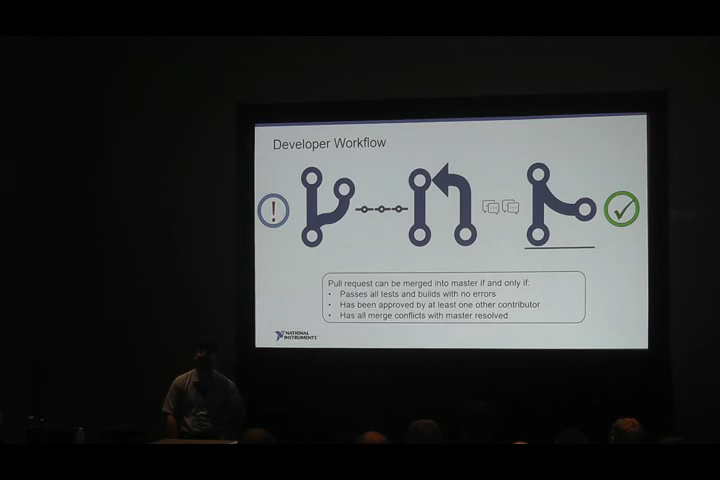 Developer Workflow
!
Pull request can be merged into master if and only if:
• Passes all tests and builds with no errors
• Has been approved by at least one other contributor
• Has all merge conflicts with master resolved
NATIONAL
INSTRUMENTS